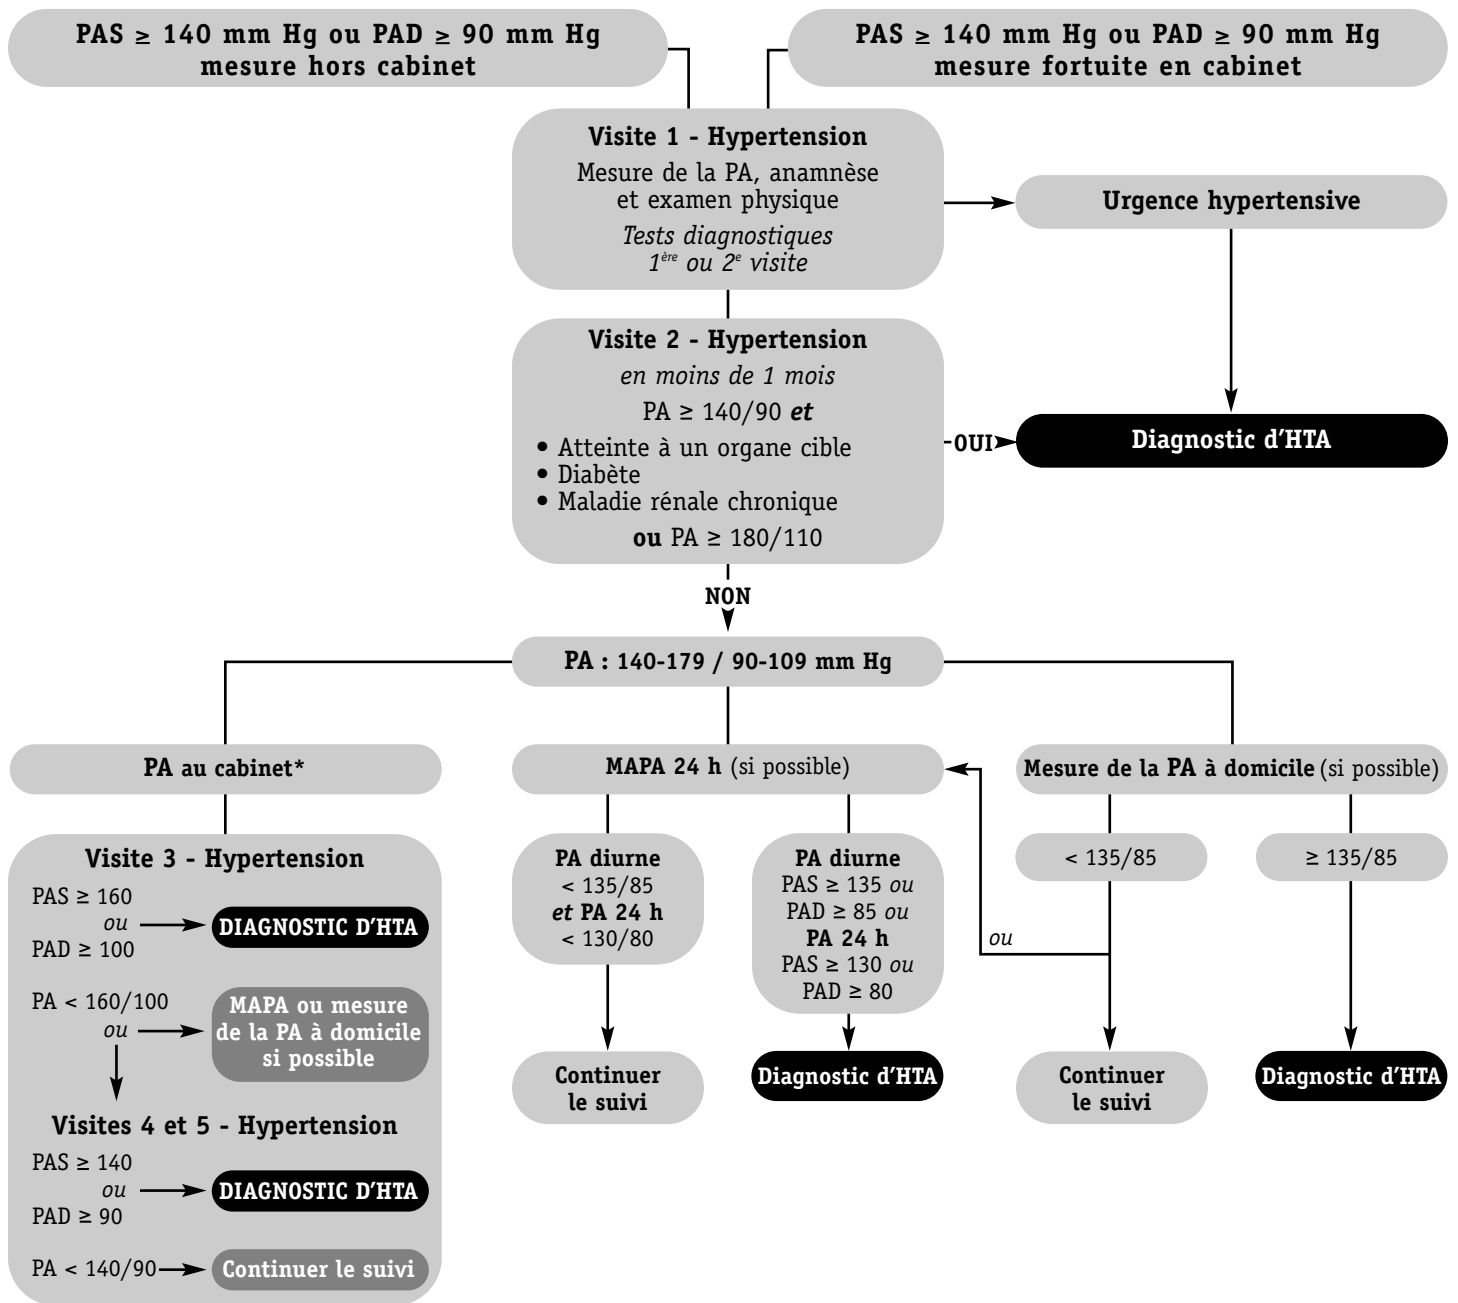 PAS ≥ 140 mm Hg ou PAD ≥ 90 mm Hg
mesure hors cabinet
PAS ≥ 140 mm Hg ou PAD ≥ 90 mm Hg
mesure fortuite en cabinet
Visite 1 - Hypertension
Mesure de la PA, anamnèse
et examen physique
Tests diagnostiques
1ère ou 2e visite
Urgence hypertensive
Visite 2 - Hypertension
en moins de 1 mois
PA ≥ 140/90 et
• Atteinte à un organe cible
• Diabète
• Maladie rénale chronique
ou PA ≥ 180/110
OUI
Diagnostic d'HTA
NON
PA : 140-179 / 90-109 mm Hg
PA au cabinet*
Visite 3 - Hypertension
PAS ≥ 160
ou
PAD ≥ 100
DIAGNOSTIC D'HTA
PA < 160/100
ou
MAPA ou mesure
de la PA à domicile
si possible
Visites 4 et 5 - Hypertension
PAS ≥ 140
ou
PAD ≥ 90
DIAGNOSTIC D'HTA
PA < 140/90
Continuer le suivi
MAPA 24 h (si possible)
PA diurne
< 135/85
et PA 24 h
< 130/80
Continuer
le suivi
PA diurne
PAS ≥ 135 ou
PAD ≥ 85 ou
PA 24 h
PAS ≥ 130 ou
PAD ≥ 80
Diagnostic d'HTA
Mesure de la PA à domicile (si possible)
< 135/85
ou
Continuer
le suivi
≥ 135/85
Diagnostic d'HTA